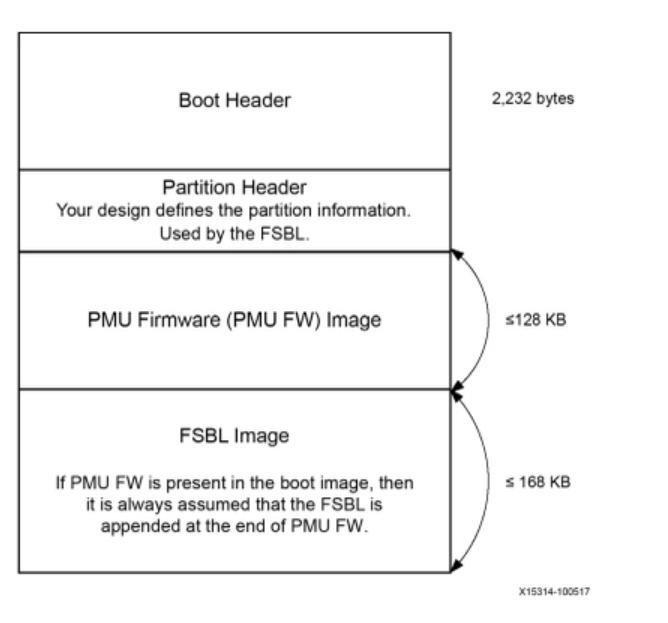 Boot Header
2,232 bytes
Partition Header
Your design defines the partition information.
Used by the FSBL.
PMU Firmware (PMU FW) Image
≤128 KB
FSBL Image
If PMU FW is present in the boot image, then
it is always assumed that the FSBL is
appended at the end of PMU FW.
≤ 168 KB
X15314-100517